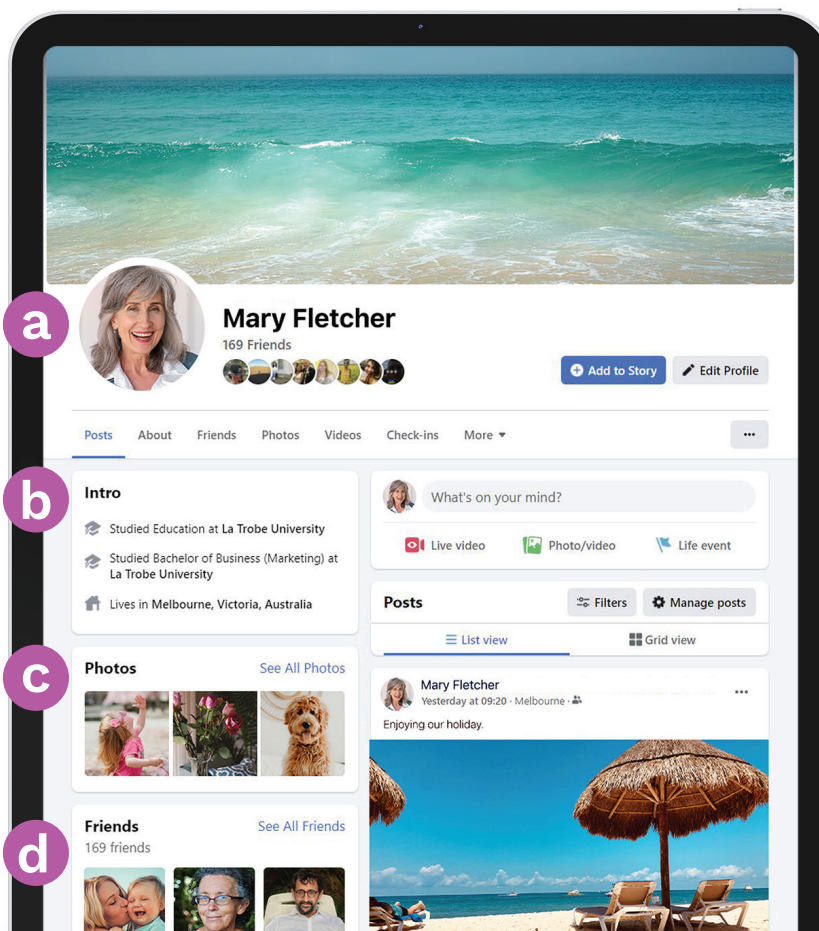 a
Mary Fletcher
169 Friends
Add to Story
Edit Profile
Posts About Friends Photos Videos Check-ins More
b
Intro
Studied Education at La Trobe University
Studied Bachelor of Business (Marketing) at
La Trobe University
Lives in Melbourne, Victoria, Australia
What's on your mind?
Live video
Photo/video
Life event
Posts
Filters
Manage posts
List view
Grid view
c
Photos
See All Photos
Mary Fletcher
Yesterday at 09:20 · Melbourne ·
Enjoying our holiday.
d
Friends
See All Friends
169 friends